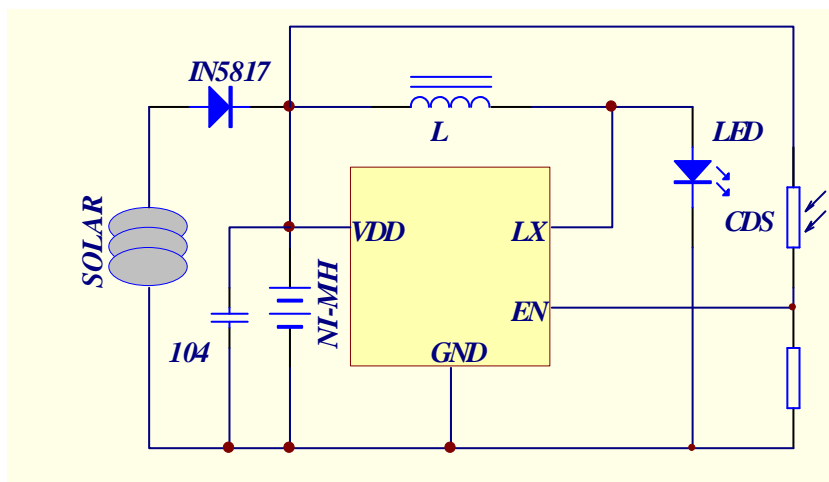 IN5817
L
LED
SOLAR
VDD
LX
CDS
NI-MH
EN
104
GND